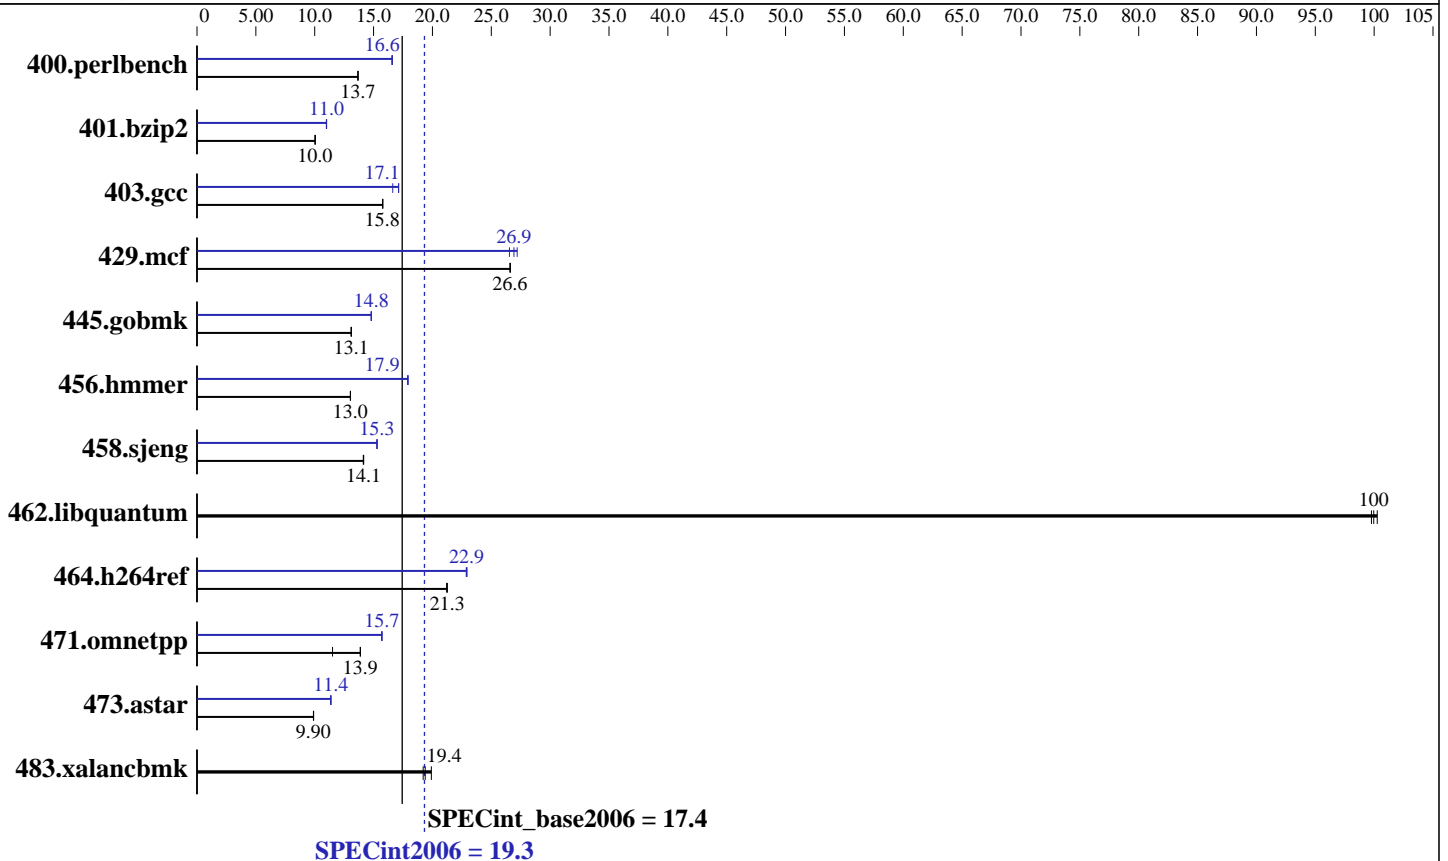 0 5.00 10.0 15.0 20.0 25.0 30.0 35.0 40.0 45.0 50.0 55.0 60.0 65.0 70.0 75.0 80.0 85.0 90.0 95.0 100 105
16.6
400.perlbench
13.7
11.0
401.bzip2
10.0
17.1
403.gcc
15.8
26.9
429.mcf
26.6
14.8
445.gobmk
13.1
17.9
456.hmmer
13.0
15.3
458.sjeng
14.1
100
462.libquantum
22.9
464.h264ref
21.3
15.7
471.omnetpp
13.9
11.4
473.astar
9.90
19.4
483.xalancbmk
SPECint_base2006 = 17.4
SPECint2006 = 19.3